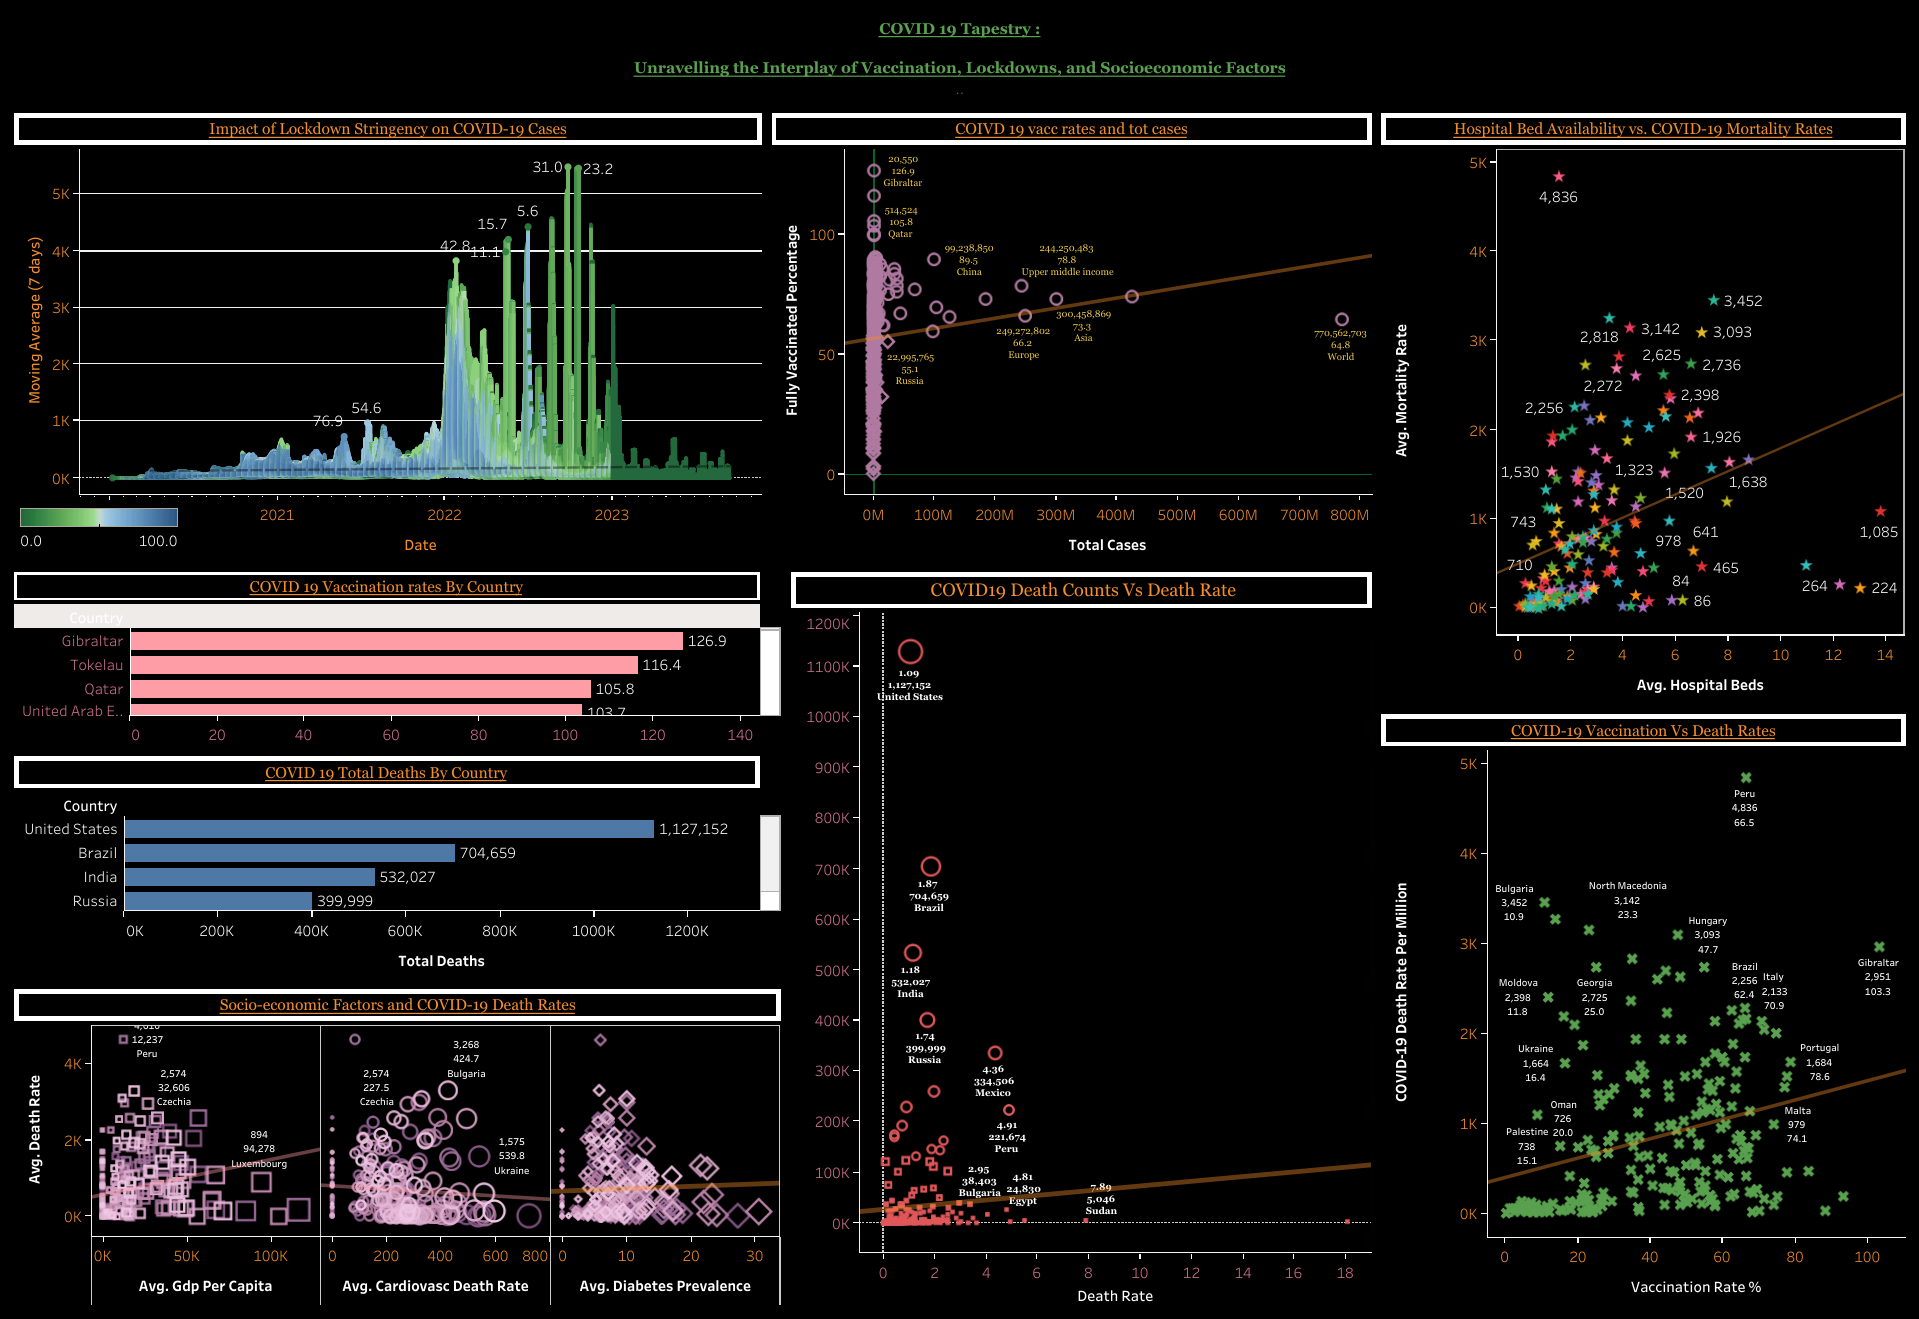 COVID 19 Tapestry :
Unravelling the Interplay of Vaccination, Lockdowns, and Socioeconomic Factors
..
Impact of Lockdown Stringency on COVID-19 Cases
Moving Average (7 days)
5K
4K
3K
2K
1K
0K
31.0
23.2
5.6
15.7
42.8
11.1
54.6
76.9
2021
2022
2023
0.0
100.0
Date
COIVD 19 vacc rates and tot cases
Fully Vaccinated Percentage
100
50
0
20,550
126.9
Gibraltar
514,524
105.8
Qatar
99,238,850
89.5
China
244,250,483
78.8
Upper middle income
249,272,802
66.2
Europe
300,458,869
73.3
Asia
770,562,703
64.8
World
22,995,765
55.1
Russia
0M
100M
200M
300M
400M
500M
600M
700M
800M
Total Cases
Hospital Bed Availability vs. COVID-19 Mortality Rates
Avg. Mortality Rate
5K
4K
3K
2K
1K
0K
4,836
3,452
3,142
3,093
2,818
2,625
2,736
2,272
2,398
2,256
1,926
1,530
1,323
1,638
1,520
743
641
978
1,085
710
465
84
264
224
86
0
2
4
6
8
10
12
14
Avg. Hospital Beds
COVID 19 Vaccination rates By Country
Country
Gibraltar
126.9
Tokelau
116.4
Qatar
105.8
United Arab E..
103.7
0
20
40
60
80
100
120
140
COVID 19 Total Deaths By Country
Country
United States
1,127,152
Brazil
704,659
India
532,027
Russia
399,999
0K
200K
400K
600K
800K
1000K
1200K
Total Deaths
Socio-economic Factors and COVID-19 Death Rates
Avg. Death Rate
4K
2K
0K
12,237
Peru
2,574
32,606
Czechia
894
94,278
Luxembourg
0K
50K
100K
Avg. Gdp Per Capita
3,268
424.7
Bulgaria
2,574
227.5
Czechia
1,575
539.8
Ukraine
0
200
400
600
800
Avg. Cardiovasc Death Rate
0
10
20
30
Avg. Diabetes Prevalence
COVID19 Death Counts Vs Death Rate
1200K
1100K
1000K
900K
800K
700K
600K
500K
400K
300K
200K
100K
0K
1.09
1,127,152
United States
1.87
704,659
Brazil
1.18
532,027
India
1.74
399,999
Russia
4.36
334,506
Mexico
4.91
221,674
Peru
2.95
38,403
Bulgaria
4.81
24,830
Egypt
7.89
5,046
Sudan
0
2
4
6
8
10
12
14
16
18
Death Rate
COVID-19 Vaccination Vs Death Rates
COVID-19 Death Rate Per Million
5K
4K
3K
2K
1K
0K
Peru
4,836
66.5
Bulgaria
3,452
10.9
North Macedonia
3,142
23.3
Hungary
3,093
47.7
Gibraltar
2,951
103.3
Moldova
2,398
11.8
Georgia
2,725
25.0
Brazil
2,256
62.4
Italy
2,133
70.9
Ukraine
1,664
16.4
Portugal
1,684
78.6
Oman
726
20.0
Palestine
738
15.1
Malta
979
74.1
0
20
40
60
80
100
Vaccination Rate %